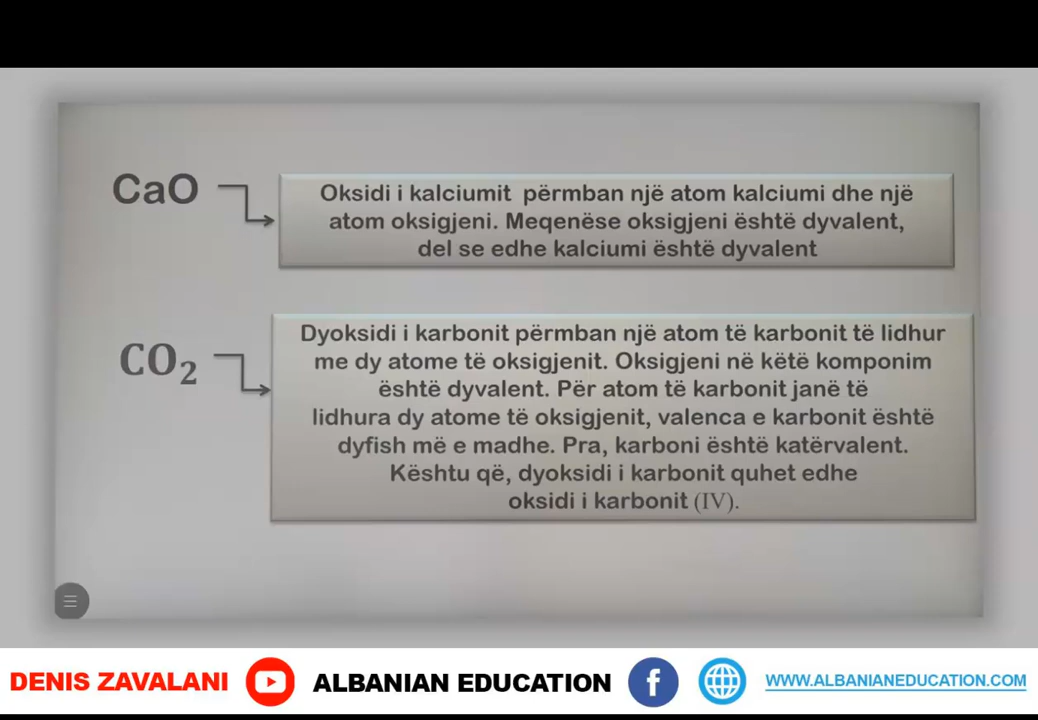 CaO
Oksidi i kalciumit përmban një atom kalciumi dhe një
atom oksigjeni. Meqenëse oksigjeni është dyvalent,
del se edhe kalciumi është dyvalent
CO₂
Dyoksidi i karbonit përmban një atom të karbonit të lidhur
me dy atome të oksigjenit. Oksigjeni në këtë komponim
është dyvalent. Për atom të karbonit janë të
lidhura dy atome të oksigjenit, valenca e karbonit është
dyfish më e madhe. Pra, karboni është katërvalent.
Kështu që, dyoksidi i karbonit quhet edhe
oksidi i karbonit (IV).
DENIS ZAVALANI ALBANIAN EDUCATION WWW.ALBANIANEDUCATION.COM